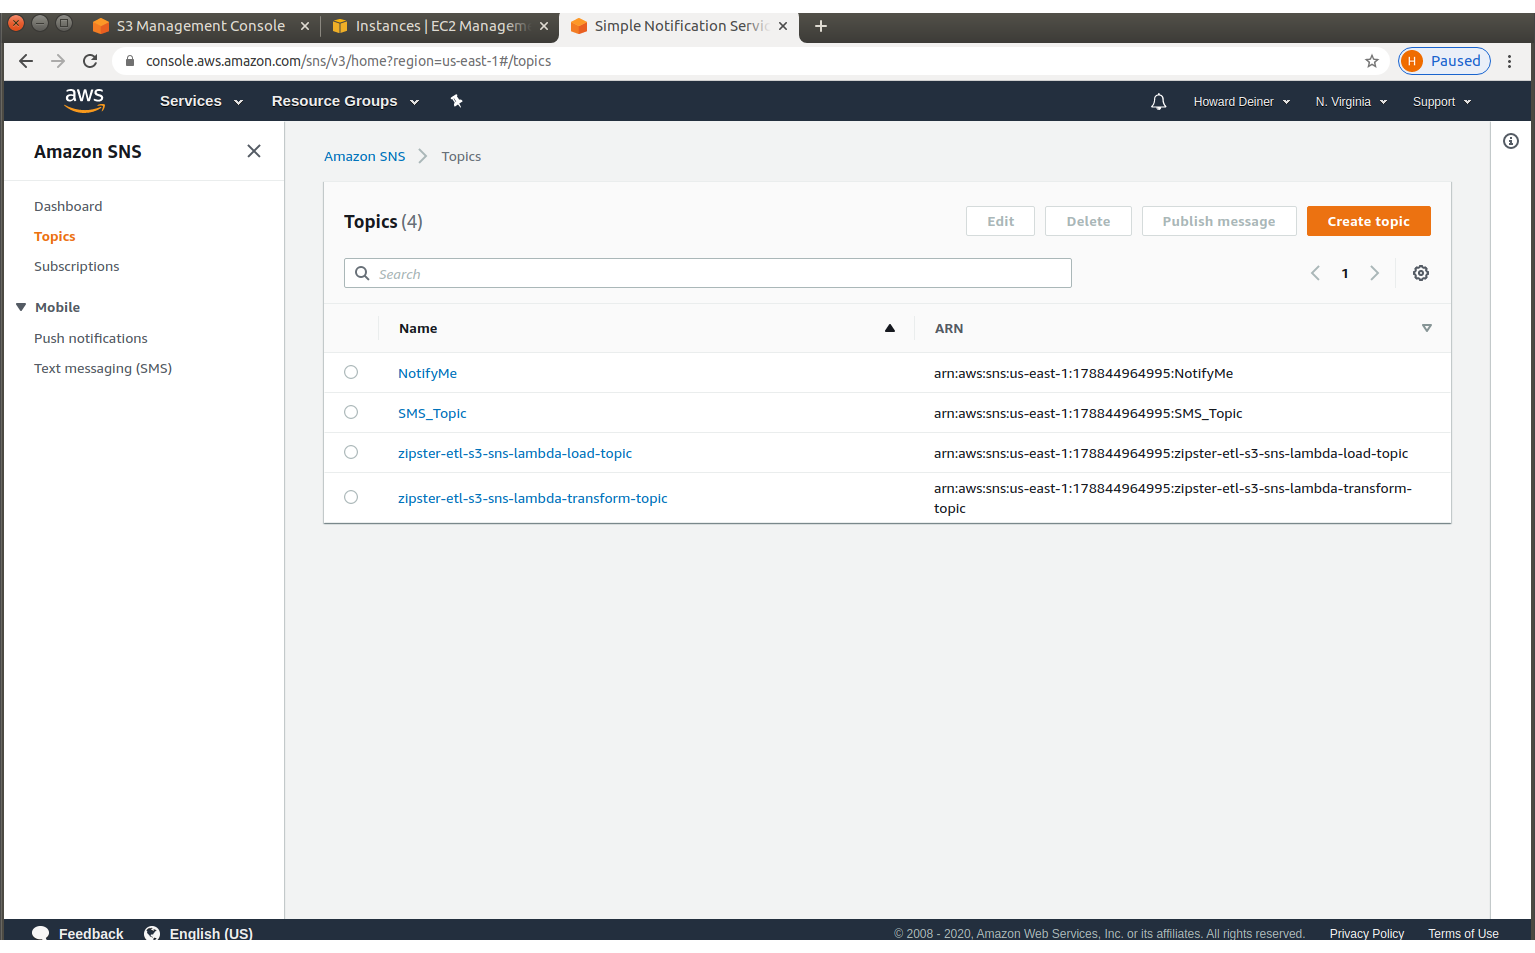 S3 Management Console
Instances | EC2 Managem
Simple Notification Servic
console.aws.amazon.com/sns/v3/home?region=us-east-1#/topics
H Paused
aws Services Resource Groups Howard Deiner N. Virginia Support
Amazon SNS
Dashboard
Topics
Subscriptions
Mobile
Push notifications
Text messaging (SMS)
Amazon SNS Topics
Topics (4)
Edit Delete Publish message Create topic
Search
1
Name ARN
NotifyMe arn:aws:sns:us-east-1:178844964995:NotifyMe
SMS_Topic arn:aws:sns:us-east-1:178844964995:SMS_Topic
zipster-etl-s3-sns-lambda-load-topic arn:aws:sns:us-east-1:178844964995:zipster-etl-s3-sns-lambda-load-topic
zipster-etl-s3-sns-lambda-transform-topic arn:aws:sns:us-east-1:178844964995:zipster-etl-s3-sns-lambda-transform-
topic
Feedback English (US) © 2008 - 2020, Amazon Web Services, Inc. or its affiliates. All rights reserved. Privacy Policy Terms of Use